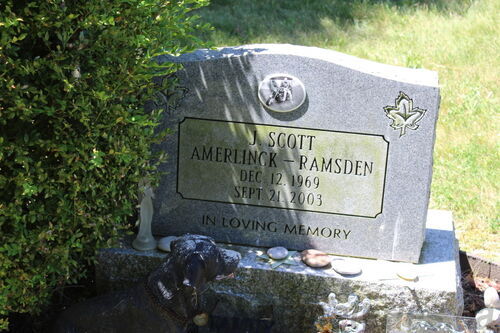 J. SCOTT
AMERLINCK - RAMSDEN
DEC. 12. 1969
SEPT 21. 2003
IN LOVING MEMORY